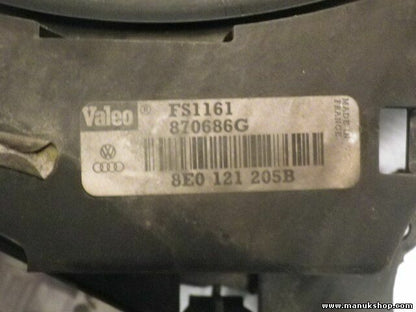 Valeo ® FS1161
870686G
MADE IN
FRANCE
8E0 121 205B
www.manukshop.com